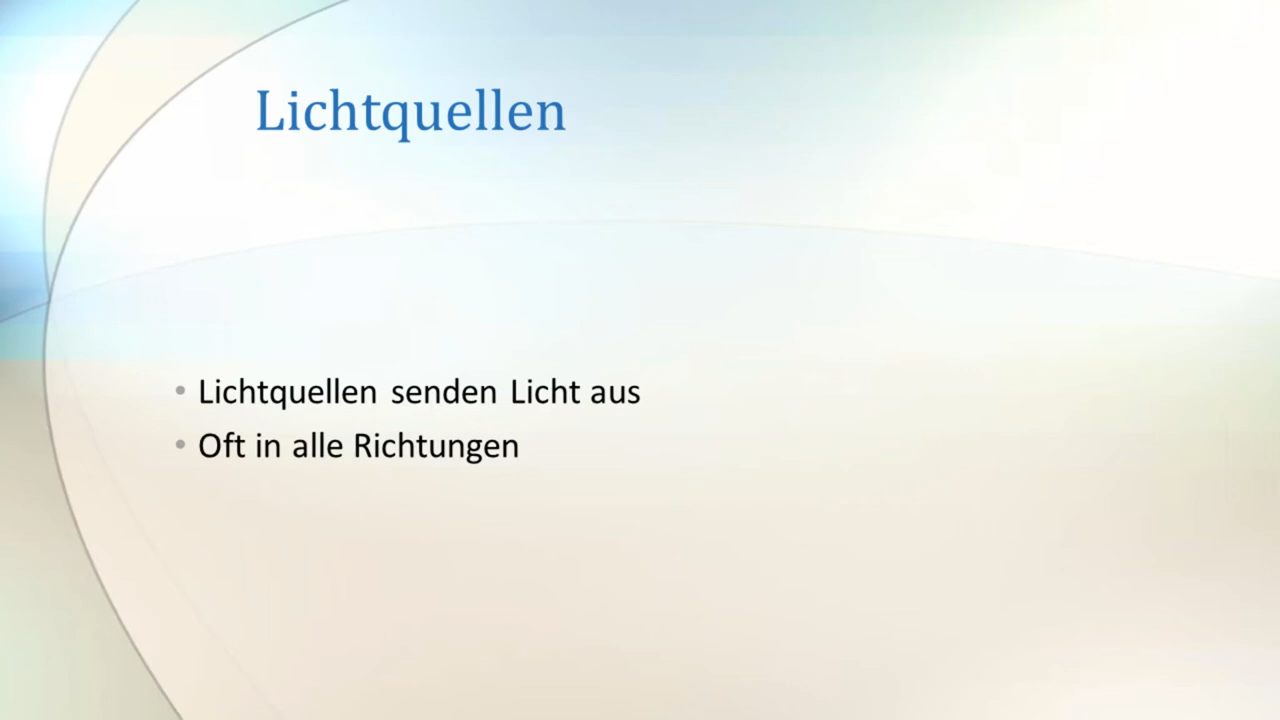 Lichtquellen
• Lichtquellen senden Licht aus
• Oft in alle Richtungen